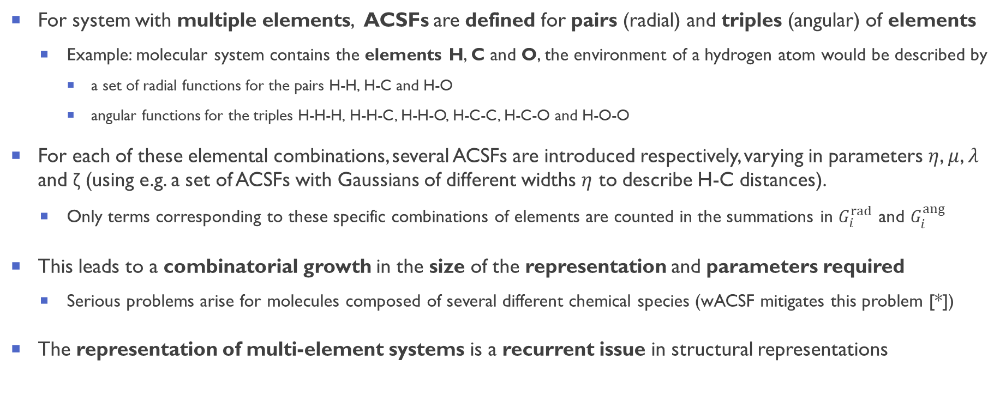 ▪ For system with multiple elements, ACSFs are defined for pairs (radial) and triples (angular) of elements
▪ Example: molecular system contains the elements H, C and O, the environment of a hydrogen atom would be described by
▪ a set of radial functions for the pairs H-H, H-C and H-O
▪ angular functions for the triples H-H-H, H-H-C, H-H-O, H-C-C, H-C-O and H-O-O
▪ For each of these elemental combinations, several ACSFs are introduced respectively, varying in parameters η, μ, λ
and ζ (using e.g. a set of ACSFs with Gaussians of different widths η to describe H-C distances).
▪ Only terms corresponding to these specific combinations of elements are counted in the summations in G_i^rad and G_i^ang
▪ This leads to a combinatorial growth in the size of the representation and parameters required
▪ Serious problems arise for molecules composed of several different chemical species (wACSF mitigates this problem [*])
▪ The representation of multi-element systems is a recurrent issue in structural representations